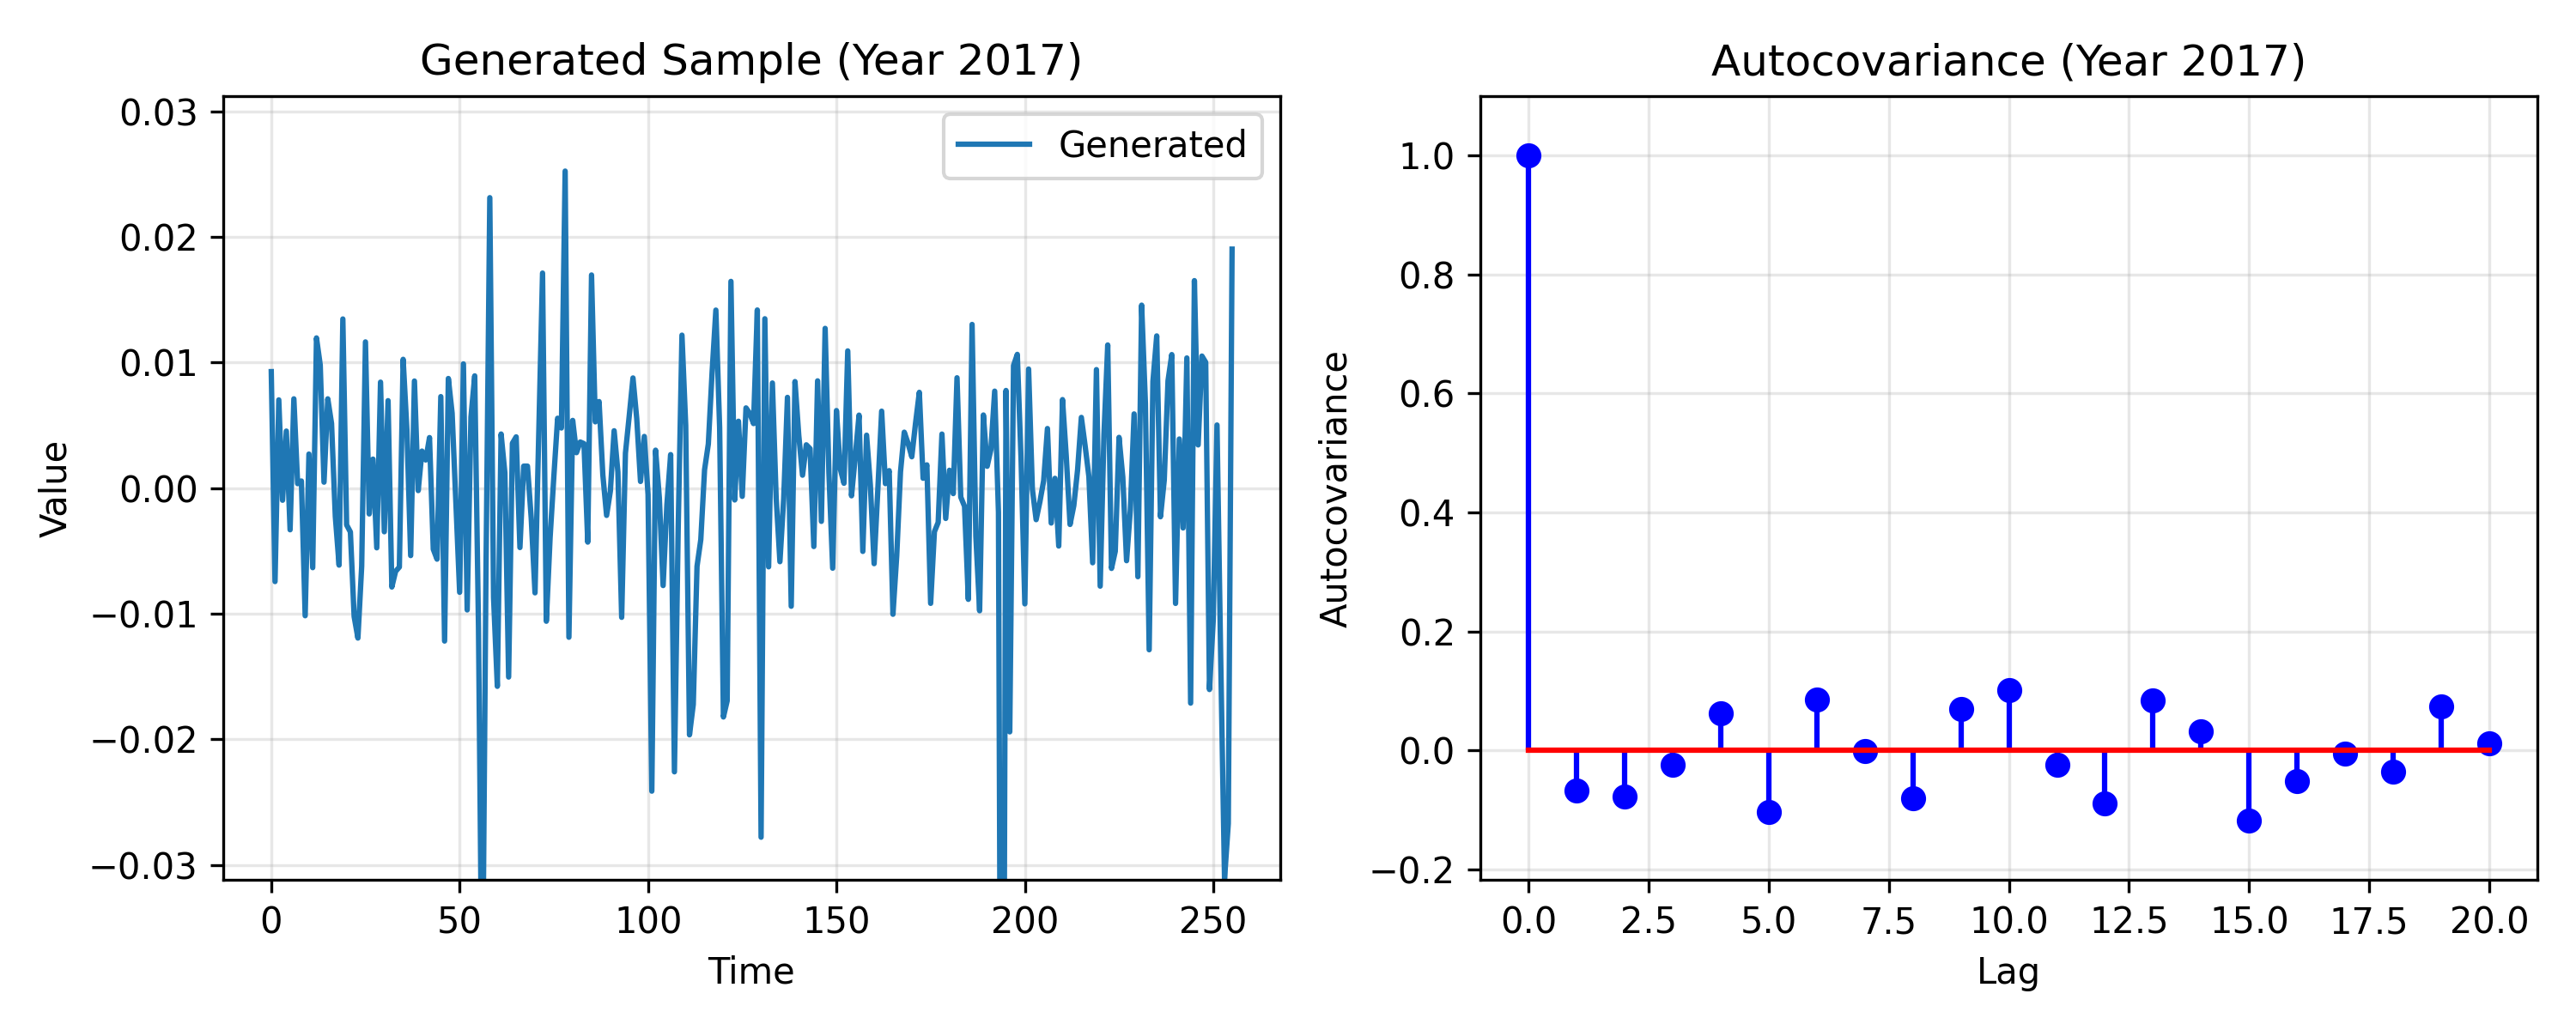 Generated Sample (Year 2017)
0.03
0.02
0.01
0.00
−0.01
−0.02
−0.03
Value
0 50 100 150 200 250
Time
Generated
Autocovariance (Year 2017)
1.0
0.8
0.6
0.4
0.2
0.0
−0.2
Autocovariance
0.0 2.5 5.0 7.5 10.0 12.5 15.0 17.5 20.0
Lag